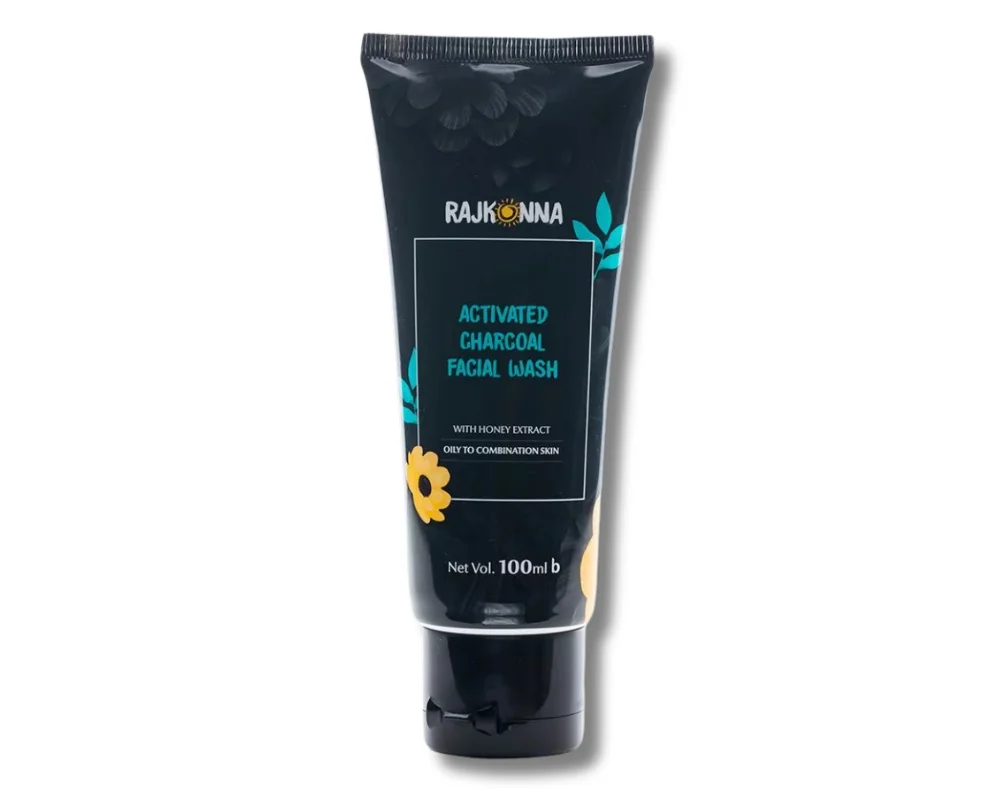 RAJKONNA
ACTIVATED
CHARCOAL
FACIAL WASH
WITH HONEY EXTRACT
OILY TO COMBINATION SKIN
Net Vol. 100ml b